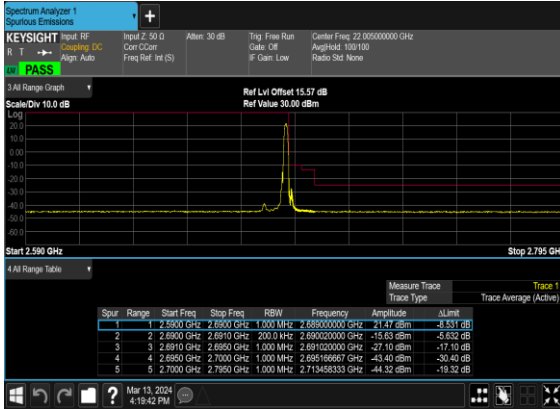 Spectrum Analyzer 1
Spurious Emissions
+
KEYSIGHT
R T
PASS
Input: RF
Coupling: DC
Align: Auto
Input Z: 50 Ω
Corr CCorr
Freq Ref: Int (S)
Atten: 30 dB
Trig: Free Run
Gate: Off
IF Gain: Low
Center Freq: 22.005000000 GHz
Avg|Hold: 100/100
Radio Std: None
3 All Range Graph
Ref Lvl Offset 15.57 dB
Scale/Div 10.0 dB
Ref Value 30.00 dBm
Log
20.0
10.0
0.00
-10.0
-20.0
-30.0
-40.0
-50.0
-60.0
Start 2.590 GHz
Stop 2.795 GH
4 All Range Table
Measure Trace Trace 1
Trace Type Trace Average (Active)
Spur Range Start Freq Stop Freq RBW Frequency Amplitude ΔLimit
1 1 2.5900 GHz 2.6900 GHz 1.000 MHz 2.689000000 GHz 21.47 dBm -8.531 dB
2 2 2.6900 GHz 2.6910 GHz 200.0 kHz 2.690020000 GHz -15.63 dBm -5.632 dB
3 3 2.6910 GHz 2.6950 GHz 1.000 MHz 2.691020000 GHz -27.10 dBm -17.10 dB
4 4 2.6950 GHz 2.7000 GHz 1.000 MHz 2.695166667 GHz -43.40 dBm -30.40 dB
5 5 2.7000 GHz 2.7950 GHz 1.000 MHz 2.713458333 GHz -44.32 dBm -19.32 dB
?
Mar 13, 2024
4:19:42 PM